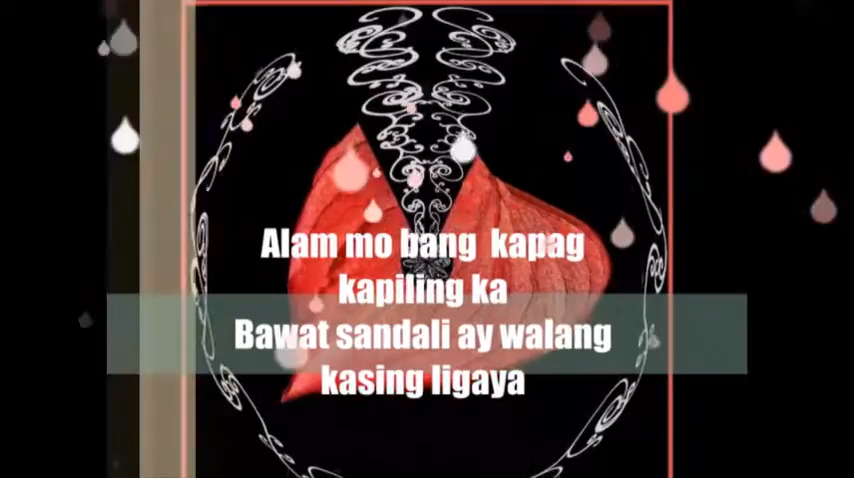 Alam mo bang kapag
kapiling ka
Bawat sandali ay walang
kasing ligaya